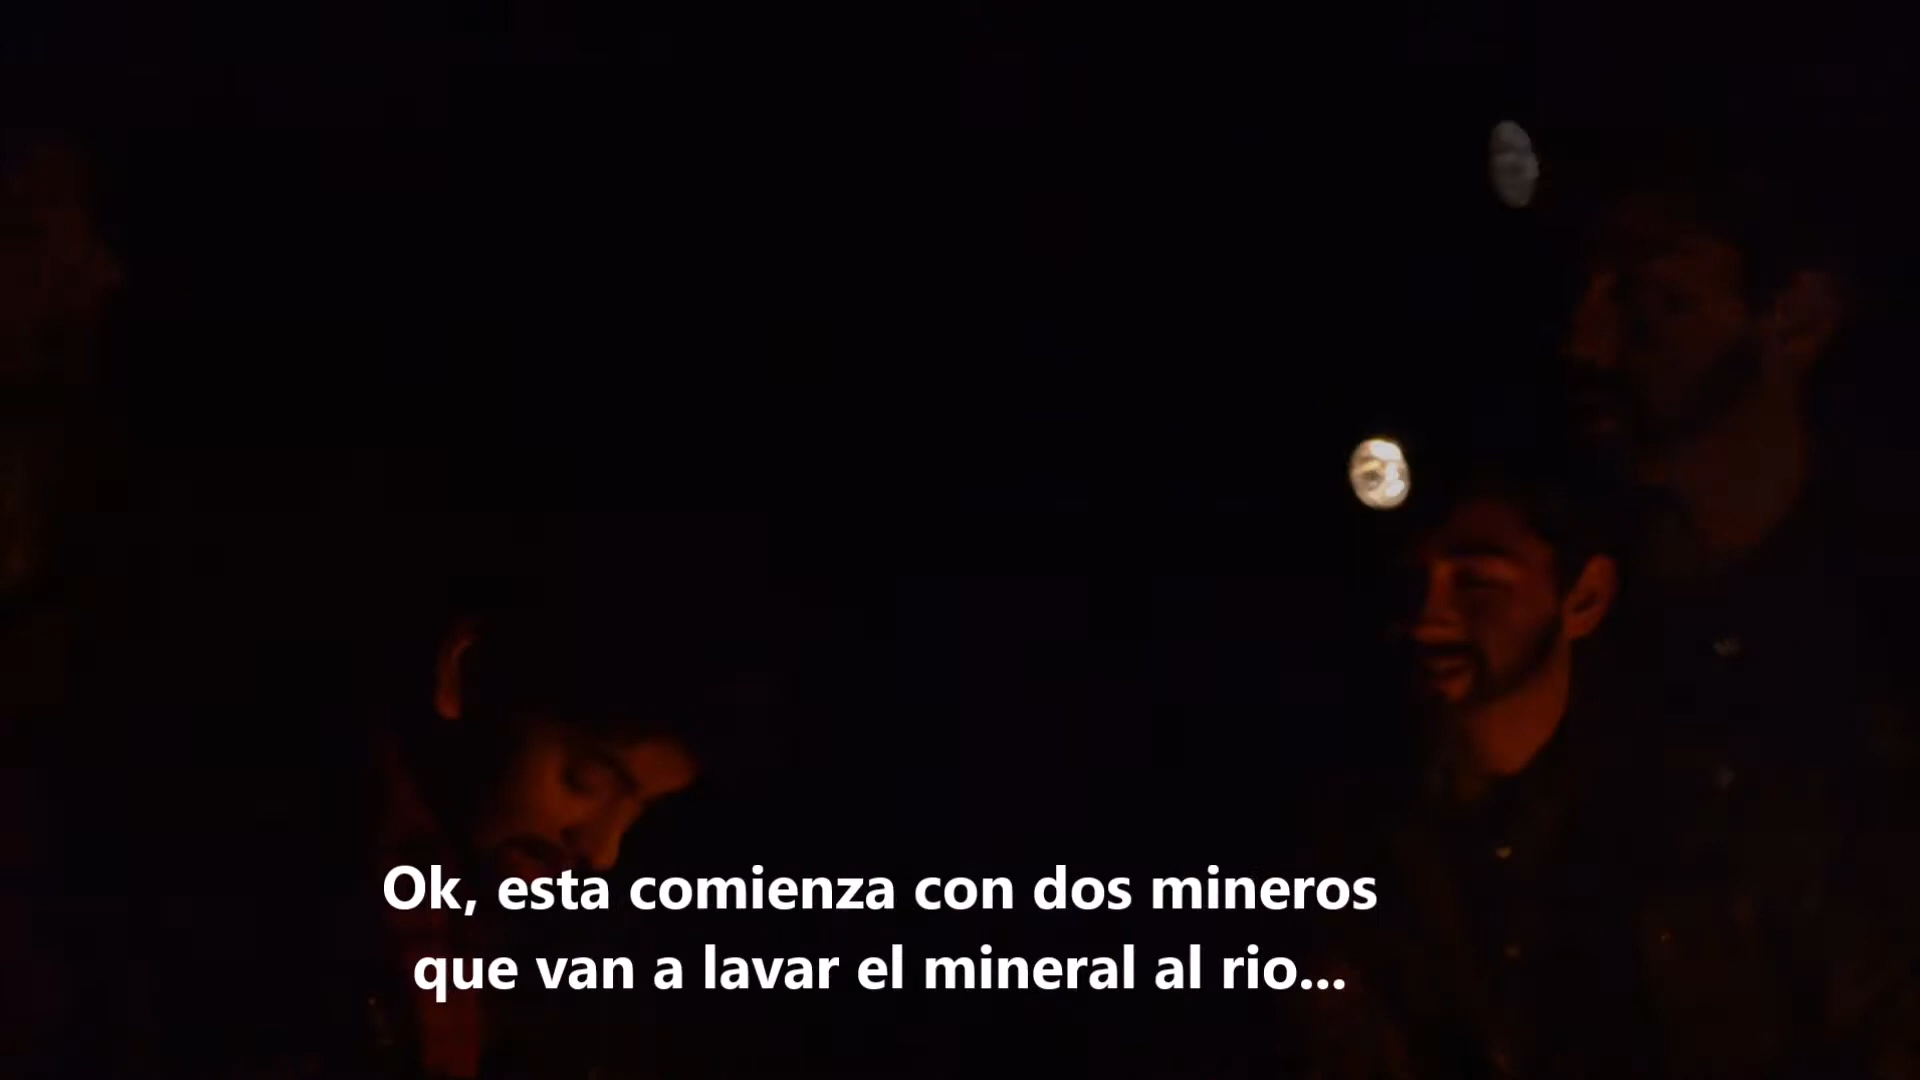 Ok, esta comienza con dos mineros
que van a lavar el mineral al rio...